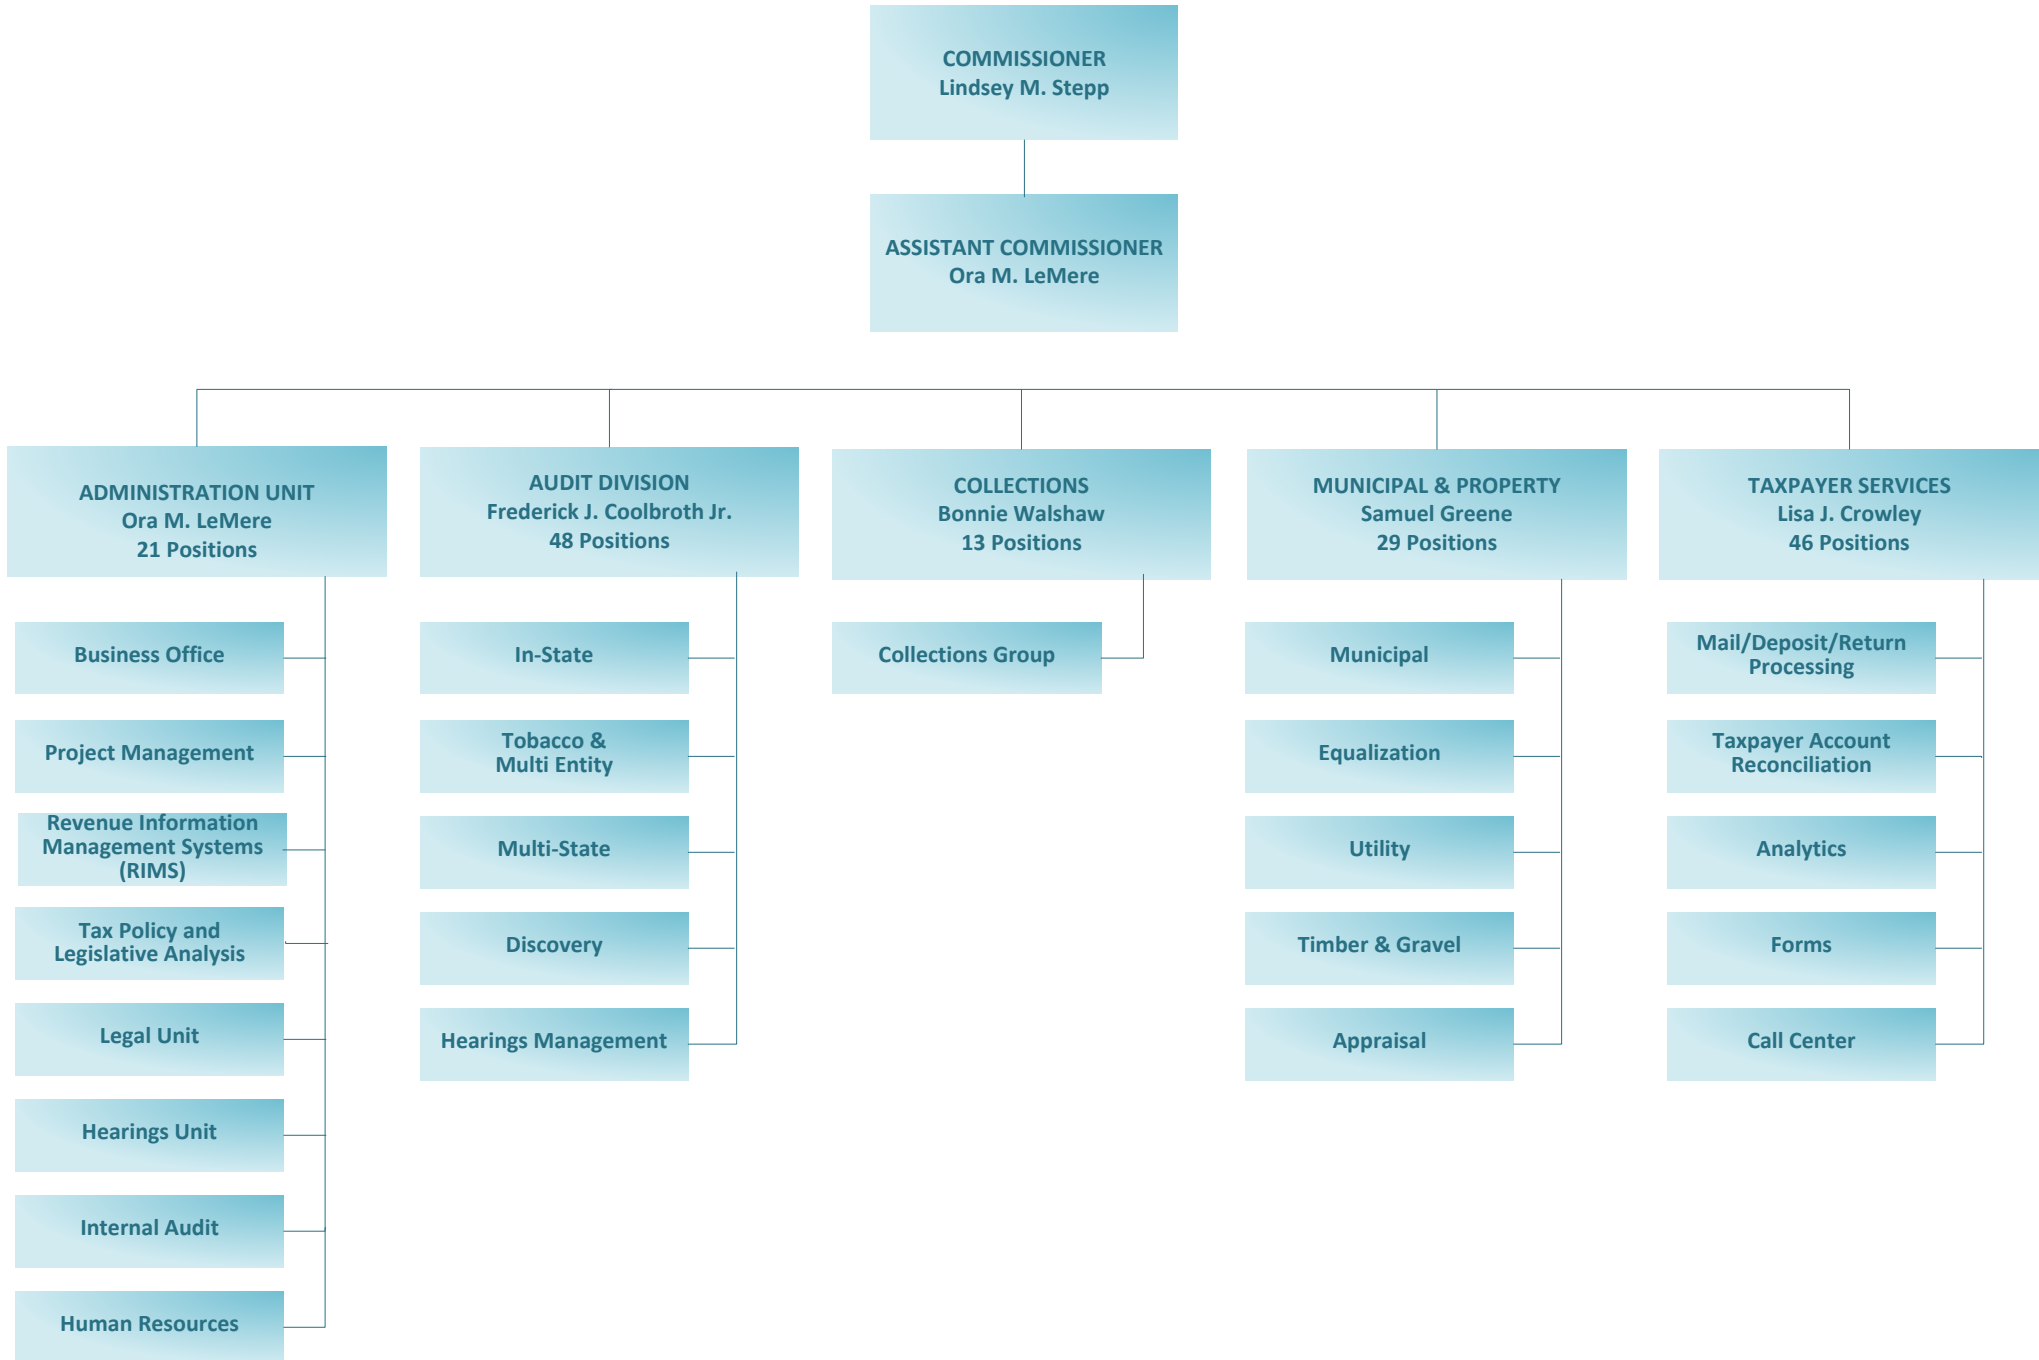 COMMISSIONER
Lindsey M. Stepp
ASSISTANT COMMISSIONER
Ora M. LeMere
ADMINISTRATION UNIT
Ora M. LeMere
21 Positions
Business Office
Project Management
Revenue Information
Management Systems
(RIMS)
Tax Policy and
Legislative Analysis
Legal Unit
Hearings Unit
Internal Audit
Human Resources
AUDIT DIVISION
Frederick J. Coolbroth Jr.
48 Positions
In-State
Tobacco &
Multi Entity
Multi-State
Discovery
Hearings Management
COLLECTIONS
Bonnie Walshaw
13 Positions
Collections Group
MUNICIPAL & PROPERTY
Samuel Greene
29 Positions
Municipal
Equalization
Utility
Timber & Gravel
Appraisal
TAXPAYER SERVICES
Lisa J. Crowley
46 Positions
Mail/Deposit/Return
Processing
Taxpayer Account
Reconciliation
Analytics
Forms
Call Center